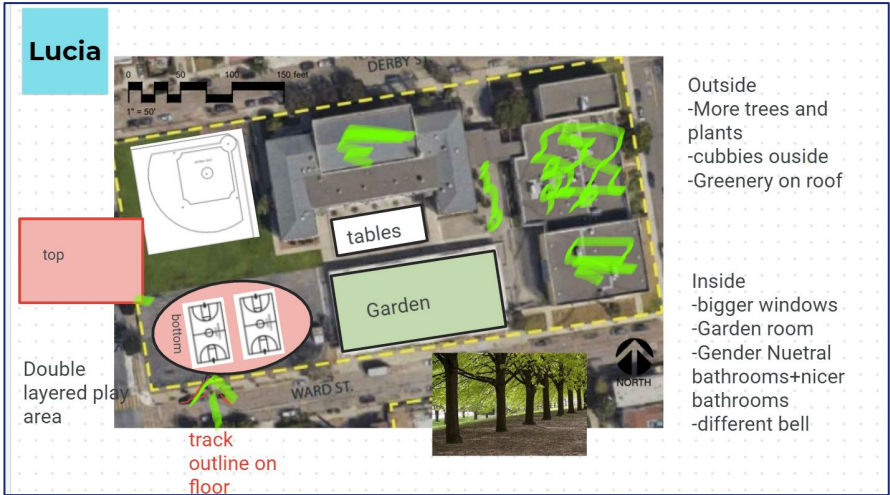 Lucia
0 50 100 150 feet
1" = 50'
DERBY ST.
top
tables
Garden
bottom
WARD ST.
NORTH
Double
layered play
area
track
outline on
floor
Outside
-More trees and
plants
-cubbies ouside
-Greenery on roof
Inside
-bigger windows
-Garden room
-Gender Nuetral
bathrooms+nicer
bathrooms
-different bell